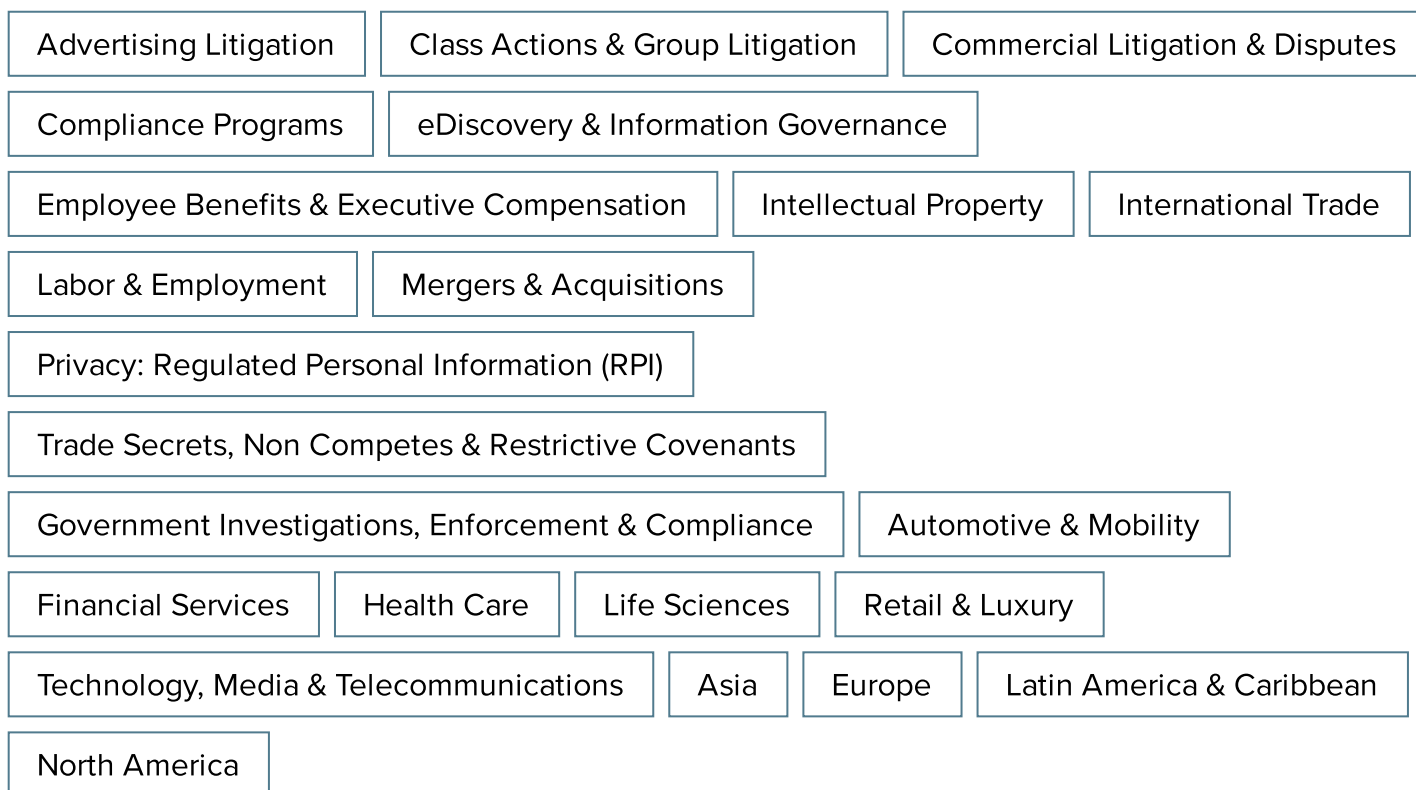 Advertising Litigation Class Actions & Group Litigation Commercial Litigation & Disputes
Compliance Programs eDiscovery & Information Governance
Employee Benefits & Executive Compensation Intellectual Property International Trade
Labor & Employment Mergers & Acquisitions
Privacy: Regulated Personal Information (RPI)
Trade Secrets, Non Competes & Restrictive Covenants
Government Investigations, Enforcement & Compliance Automotive & Mobility
Financial Services Health Care Life Sciences Retail & Luxury
Technology, Media & Telecommunications Asia Europe Latin America & Caribbean
North America